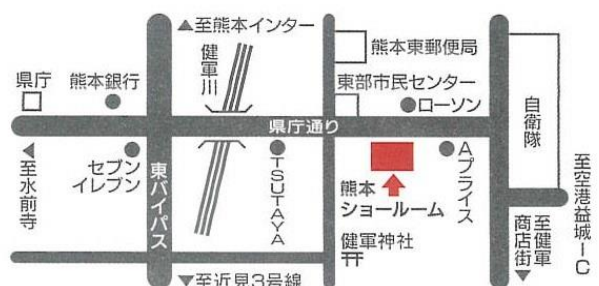 ▲至熊本インター
健軍川
熊本東郵便局
県庁
熊本銀行
東部市民センター
ローソン
自衛隊
県庁通り
◀至水前寺
セブン
イレブン
東バイパス
TSUTAYA
熊本
ショールーム
Aプライス
至空港益城IC
健軍神社
至健軍
商店街▼
▼至近見3号線